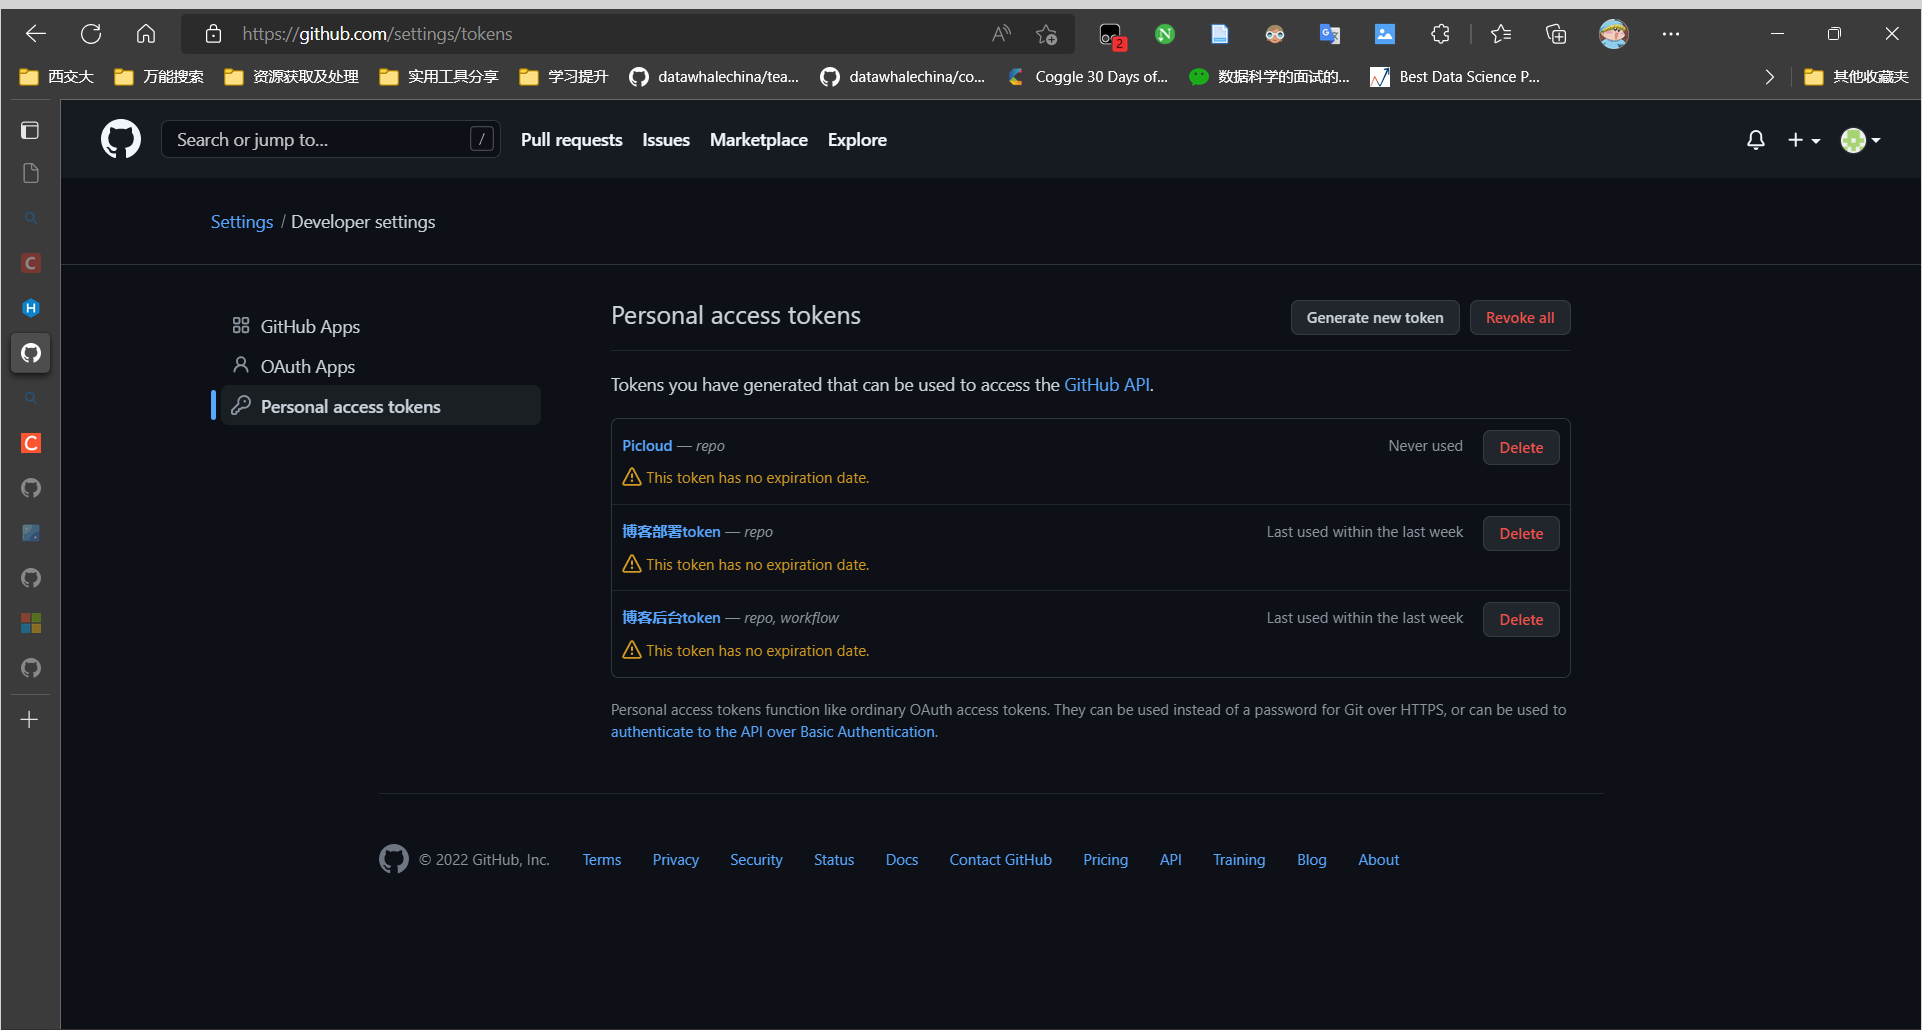 https://github.com/settings/tokens
2
西交大
万能搜索
资源获取及处理
实用工具分享
学习提升
datawhalechina/tea...
datawhalechina/co...
Coggle 30 Days of...
数据科学的面试的...
Best Data Science P...
其他收藏夹
Search or jump to...
/
Pull requests
Issues
Marketplace
Explore
Settings / Developer settings
GitHub Apps
OAuth Apps
Personal access tokens
Personal access tokens
Generate new token
Revoke all
Tokens you have generated that can be used to access the GitHub API.
Picloud — repo
Never used
Delete
This token has no expiration date.
博客部署token — repo
Last used within the last week
Delete
This token has no expiration date.
博客后台token — repo, workflow
Last used within the last week
Delete
This token has no expiration date.
Personal access tokens function like ordinary OAuth access tokens. They can be used instead of a password for Git over HTTPS, or can be used to
authenticate to the API over Basic Authentication.
© 2022 GitHub, Inc.
Terms
Privacy
Security
Status
Docs
Contact GitHub
Pricing
API
Training
Blog
About